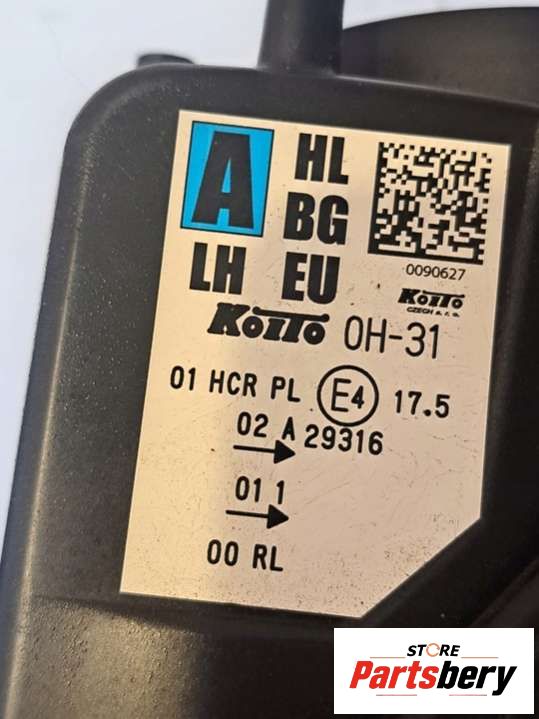 A HL
BG
LH EU
0090627
KOITO
CZECH s. r. o.
KOITO 0H-31
01 HCR PL E4 17.5
02 A 29316
01 1
00 RL
STORE
Partsbery